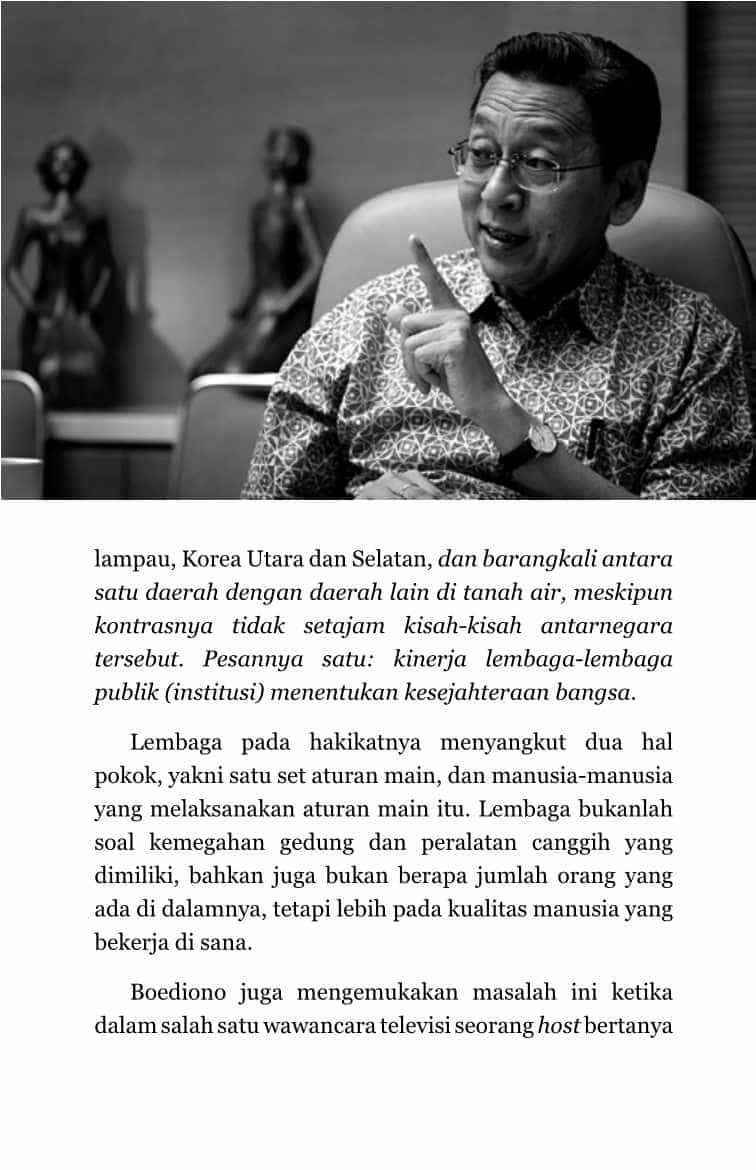 lampau, Korea Utara dan Selatan, dan barangkali antara
satu daerah dengan daerah lain di tanah air, meskipun
kontrasnya tidak setajam kisah-kisah antarnegara
tersebut. Pesannya satu: kinerja lembaga-lembaga
publik (institusi) menentukan kesejahteraan bangsa.
Lembaga pada hakikatnya menyangkut dua hal
pokok, yakni satu set aturan main, dan manusia-manusia
yang melaksanakan aturan main itu. Lembaga bukanlah
soal kemegahan gedung dan peralatan canggih yang
dimiliki, bahkan juga bukan berapa jumlah orang yang
ada di dalamnya, tetapi lebih pada kualitas manusia yang
bekerja di sana.
Boediono juga mengemukakan masalah ini ketika
dalam salah satu wawancara televisi seorang host bertanya